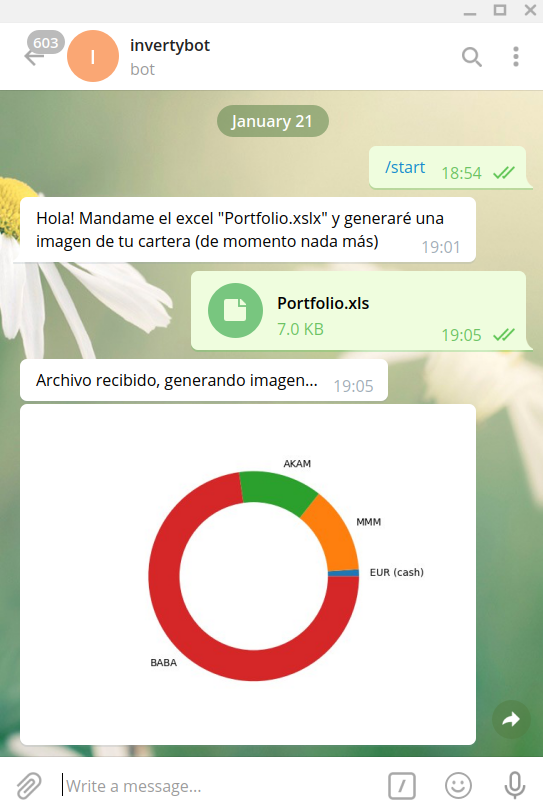 603
I
invertybot
bot
January 21
/start
18:54
Hola! Mandame el excel "Portfolio.xslx" y generaré una
imagen de tu cartera (de momento nada más)
19:01
Portfolio.xls
7.0 KB
19:05
Archivo recibido, generando imagen...
19:05
AKAM
MMM
EUR (cash)
BABA
Write a message...